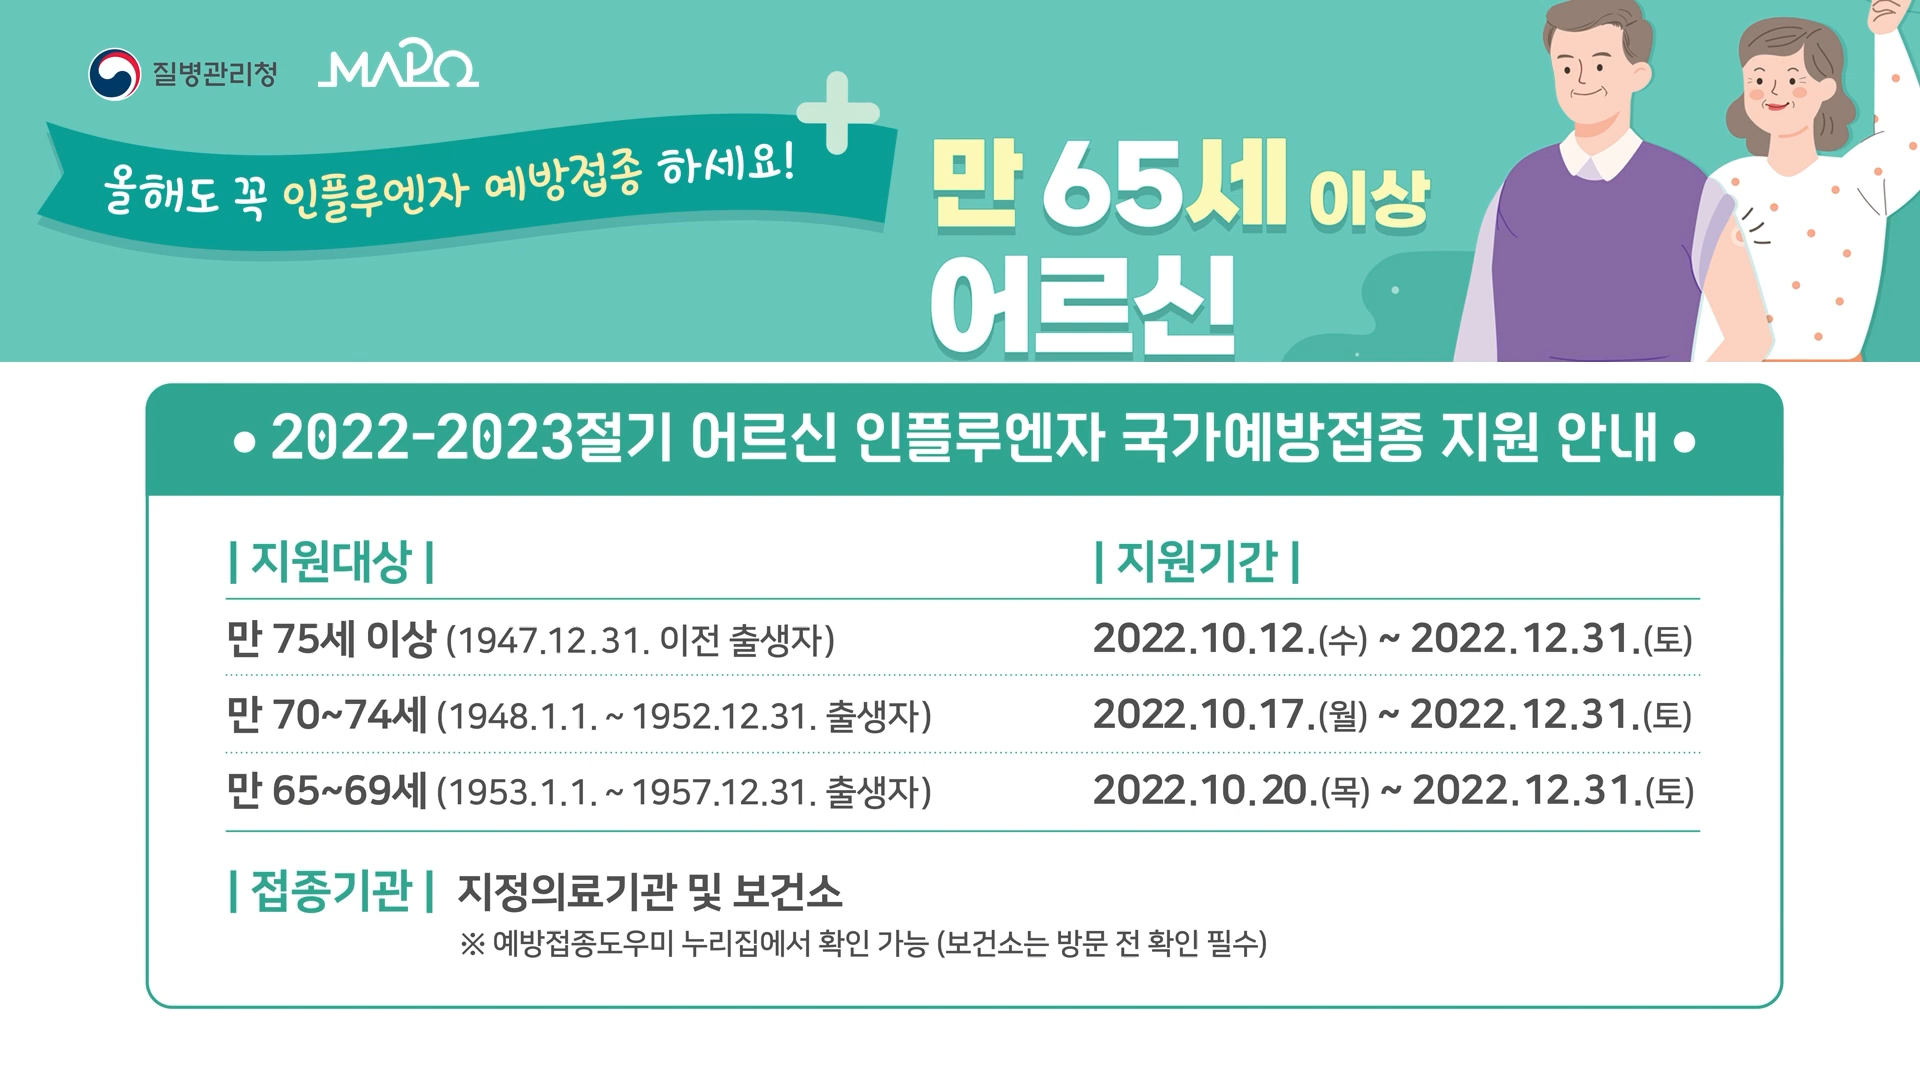 질병관리청 MAPO
올해도 꼭 인플루엔자 예방접종 하세요!
만 65세 이상
어르신
• 2022-2023절기 어르신 인플루엔자 국가예방접종 지원 안내 •
| 지원대상 | | 지원기간 |
만 75세 이상 (1947.12.31. 이전 출생자) 2022.10.12.(수) ~ 2022.12.31.(토)
만 70~74세 (1948.1.1. ~ 1952.12.31. 출생자) 2022.10.17.(월) ~ 2022.12.31.(토)
만 65~69세 (1953.1.1. ~ 1957.12.31. 출생자) 2022.10.20.(목) ~ 2022.12.31.(토)
| 접종기관 | 지정의료기관 및 보건소
※ 예방접종도우미 누리집에서 확인 가능 (보건소는 방문 전 확인 필수)